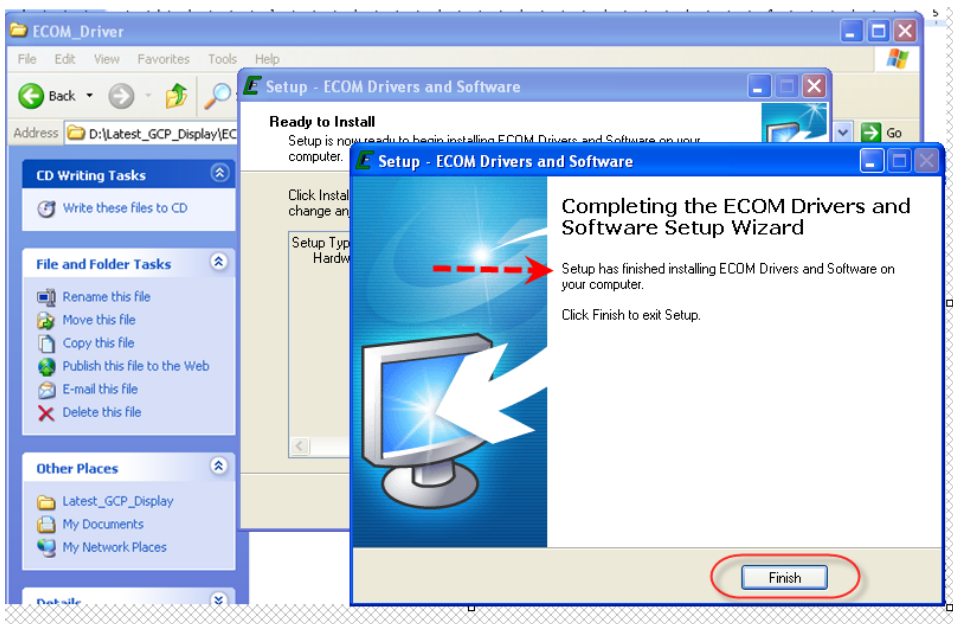 ECOM_Driver
File Edit View Favorites Tools Help
Back
Address D:\Latest_GCP_Display\EC
Go
CD Writing Tasks
Write these files to CD
File and Folder Tasks
Rename this file
Move this file
Copy this file
Publish this file to the Web
E-mail this file
Delete this file
Other Places
Latest_GCP_Display
My Documents
My Network Places
Details
Setup - ECOM Drivers and Software
Ready to Install
Setup is now ready to begin installing ECOM Drivers and Software on your
computer.
Click Instal
change an
Setup Typ
Hardw
Setup - ECOM Drivers and Software
Completing the ECOM Drivers and
Software Setup Wizard
Setup has finished installing ECOM Drivers and Software on
your computer.
Click Finish to exit Setup.
Finish